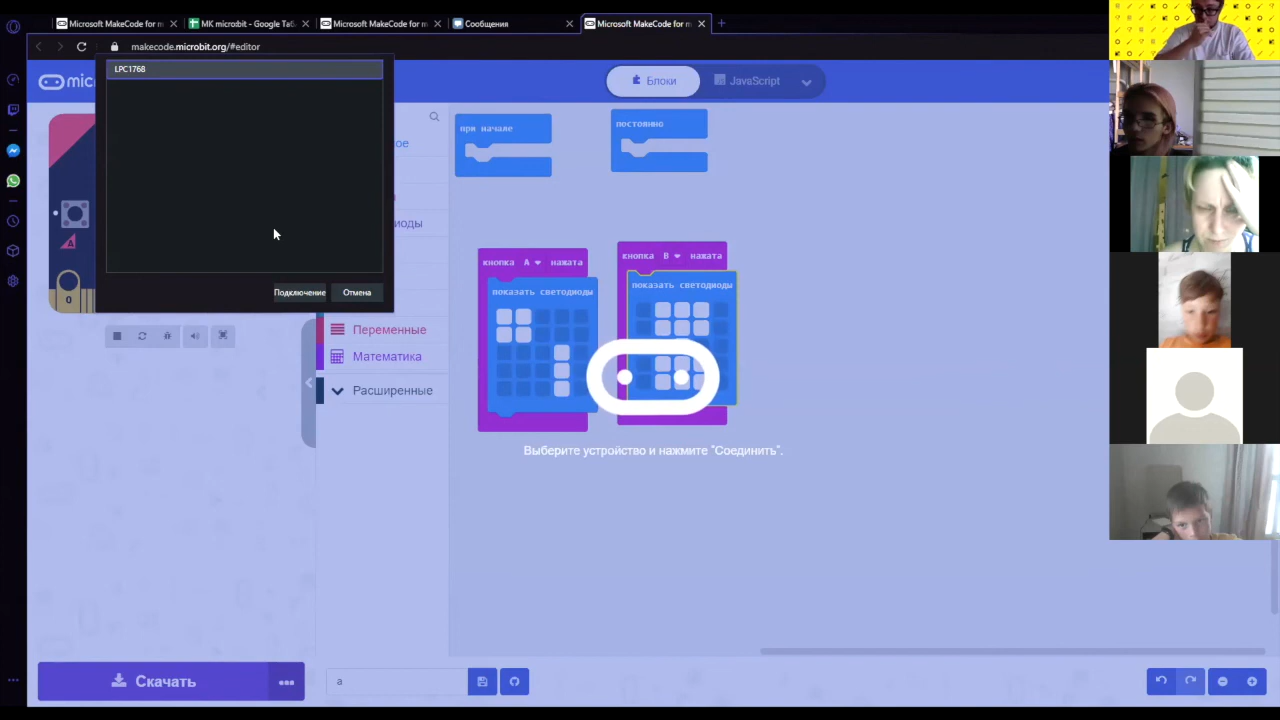 Microsoft MakeCode for m
MK microbit - Google Таб
Microsoft MakeCode for m
Сообщения
Microsoft MakeCode for m
makecode.microbit.org/#editor
LPC1768
Подключение
Отмена
Блоки
JavaScript
при начале
постоянно
кнопка A нажата
показать светодиоды
кнопка B нажата
показать светодиоды
A
0
Переменные
Математика
Расширенные
Выберите устройство и нажмите "Соединить".
Скачать
a